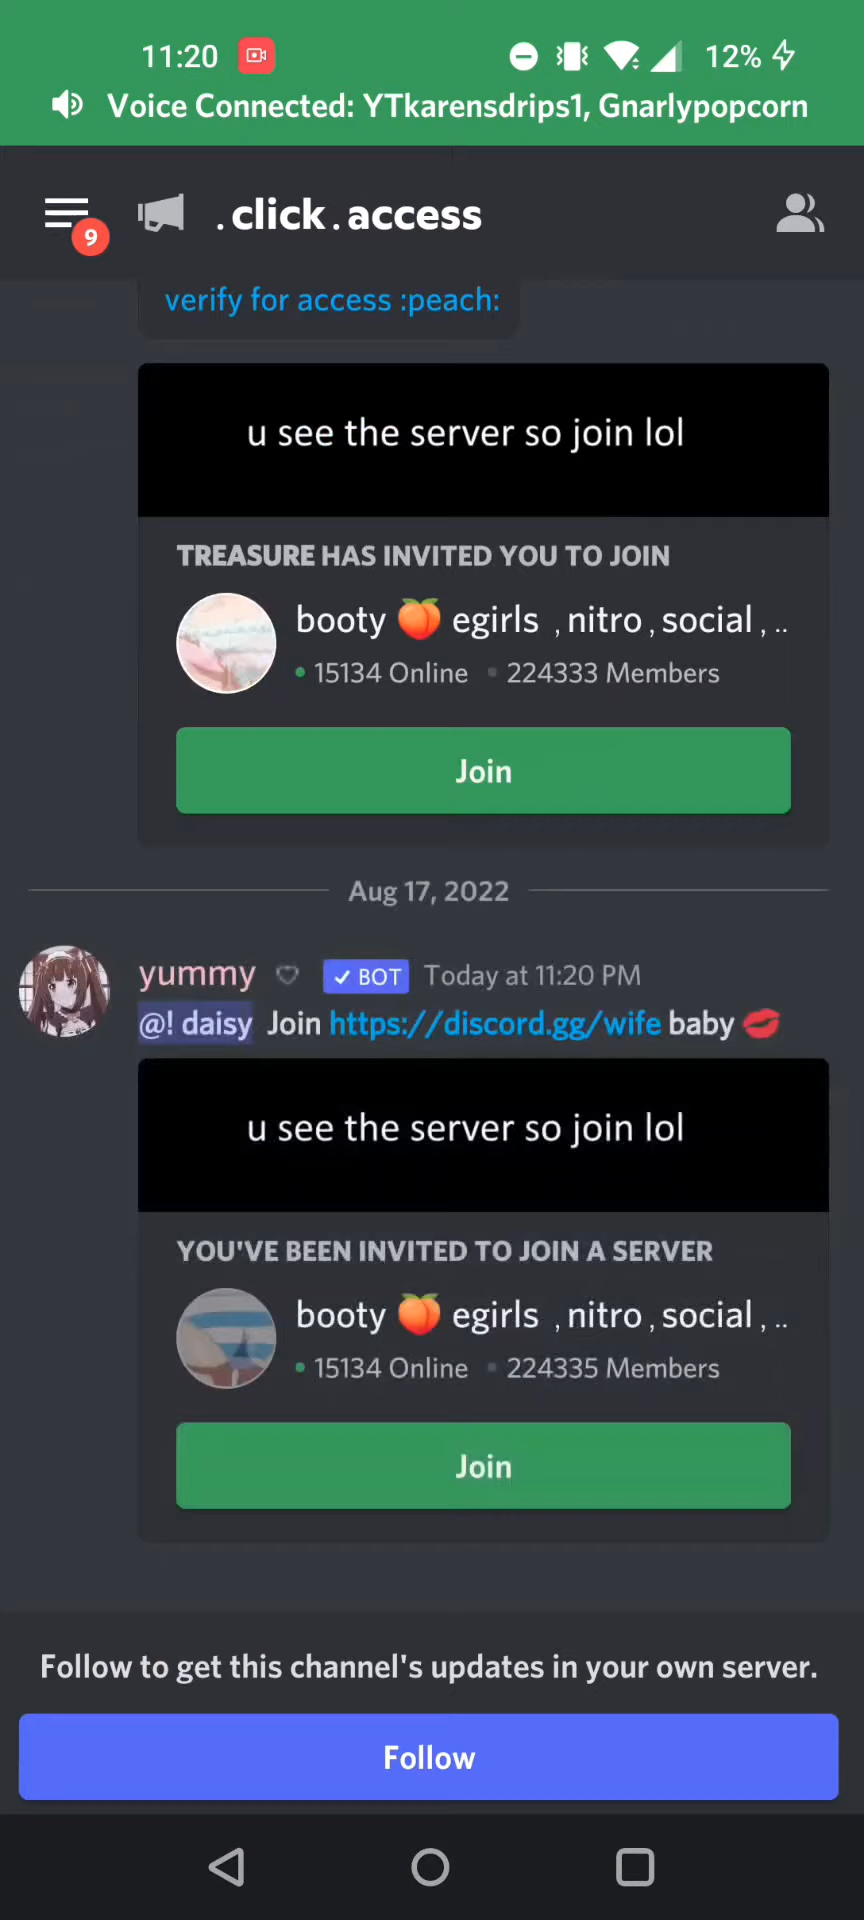 11:20 12%
Voice Connected: YTkarensdrips1, Gnarlypopcorn
9 .click.access
verify for access :peach:
u see the server so join lol
TREASURE HAS INVITED YOU TO JOIN
booty 🍑 egirls , nitro , social , ..
15134 Online 224333 Members
Join
Aug 17, 2022
yummy ✓ BOT Today at 11:20 PM
@! daisy Join https://discord.gg/wife baby 💋
u see the server so join lol
YOU'VE BEEN INVITED TO JOIN A SERVER
booty 🍑 egirls , nitro , social , ..
15134 Online 224335 Members
Join
Follow to get this channel's updates in your own server.
Follow